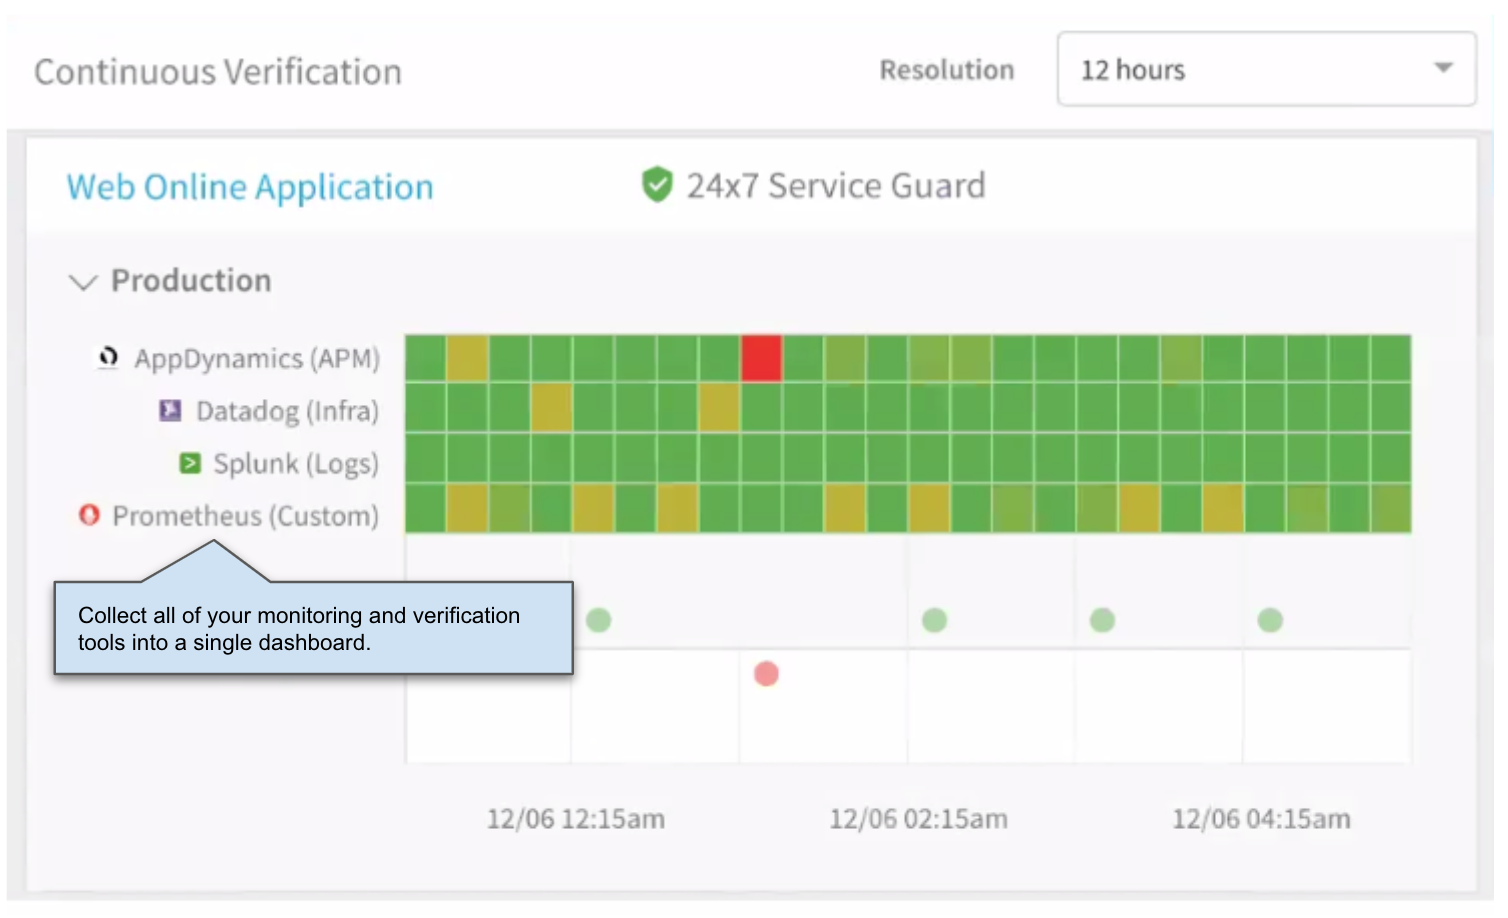 Continuous Verification
Resolution
12 hours
Web Online Application
24x7 Service Guard
Production
AppDynamics (APM)
Datadog (Infra)
Splunk (Logs)
Prometheus (Custom)
Collect all of your monitoring and verification
tools into a single dashboard.
12/06 12:15am
12/06 02:15am
12/06 04:15am